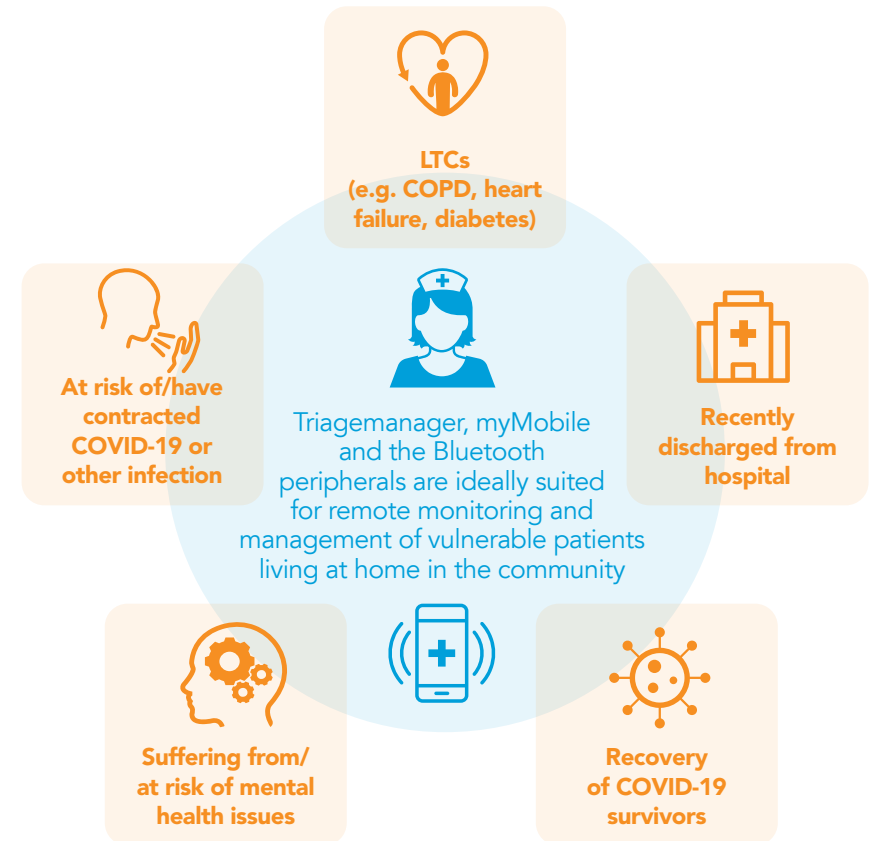 LTCs
(e.g. COPD, heart
failure, diabetes)
At risk of/have
contracted
COVID-19 or
other infection
Triagemanager, myMobile
and the Bluetooth
peripherals are ideally suited
for remote monitoring and
management of vulnerable patients
living at home in the community
Recently
discharged from
hospital
Suffering from/
at risk of mental
health issues
Recovery
of COVID-19
survivors